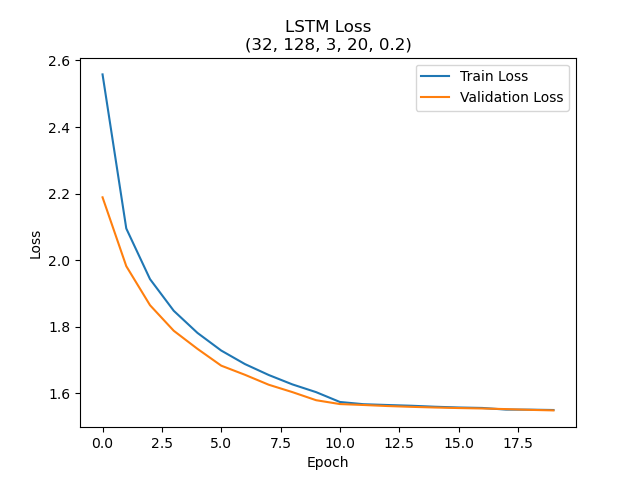 LSTM Loss
(32, 128, 3, 20, 0.2)
Train Loss
Validation Loss
2.6
2.4
2.2
2.0
1.8
1.6
Loss
0.0 2.5 5.0 7.5 10.0 12.5 15.0 17.5
Epoch